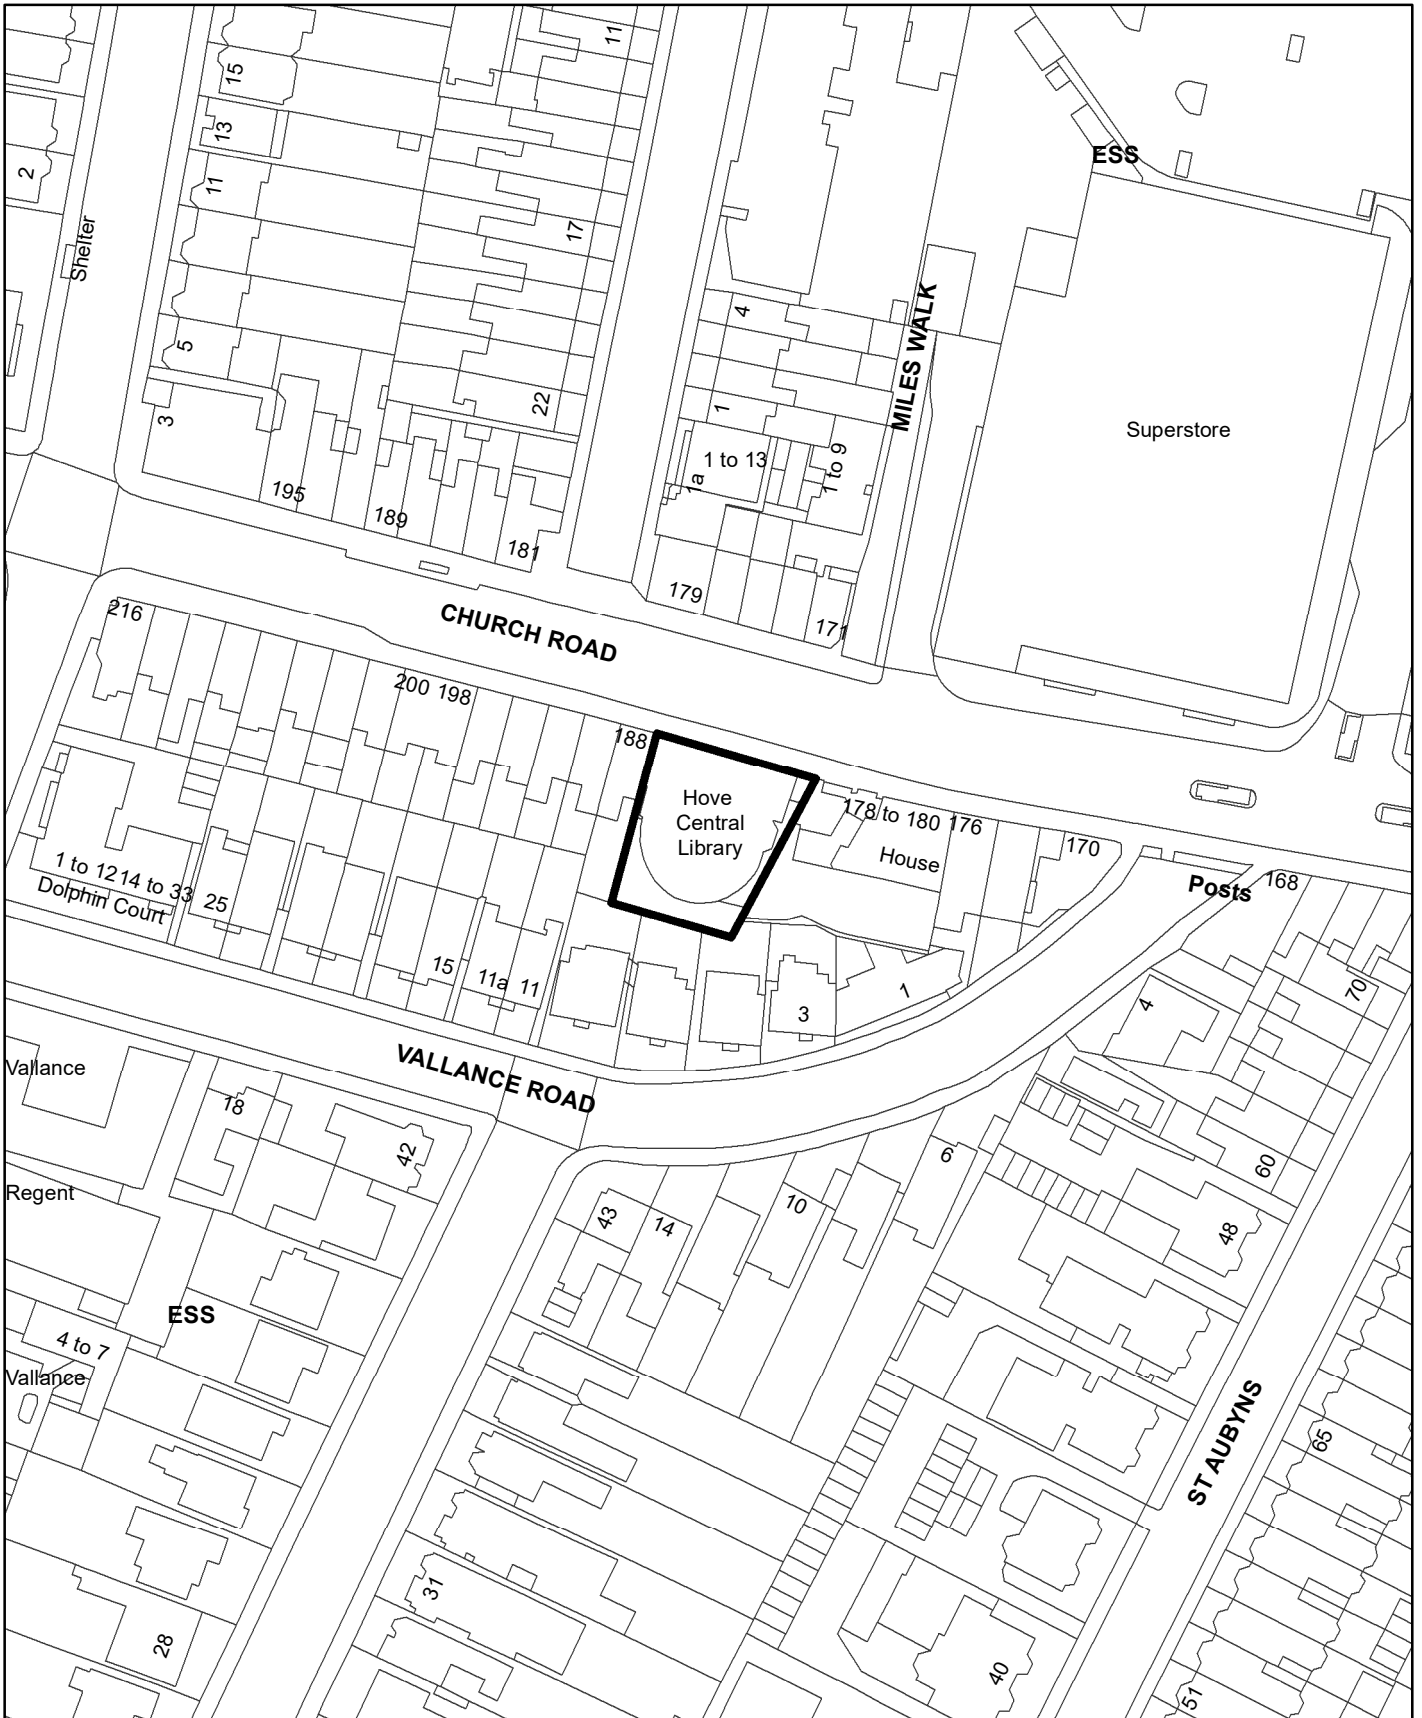 11
15
13
ESS
2
11
17
Shelter
4
MILES WALK
5
22
1
3
Superstore
1 to 13
1 to 9
1a
195
189
181
179
171
216
CHURCH ROAD
200 198
188
Hove
Central
Library
178 to 180 176
House
170
Posts
168
1 to 12
14 to 33
Dolphin Court
25
15
11a
11
3
1
4
70
VALLANCE ROAD
Vallance
18
42
6
60
Regent
43
14
10
48
ESS
4 to 7
Vallance
ST AUBYNS
65
31
28
40
51